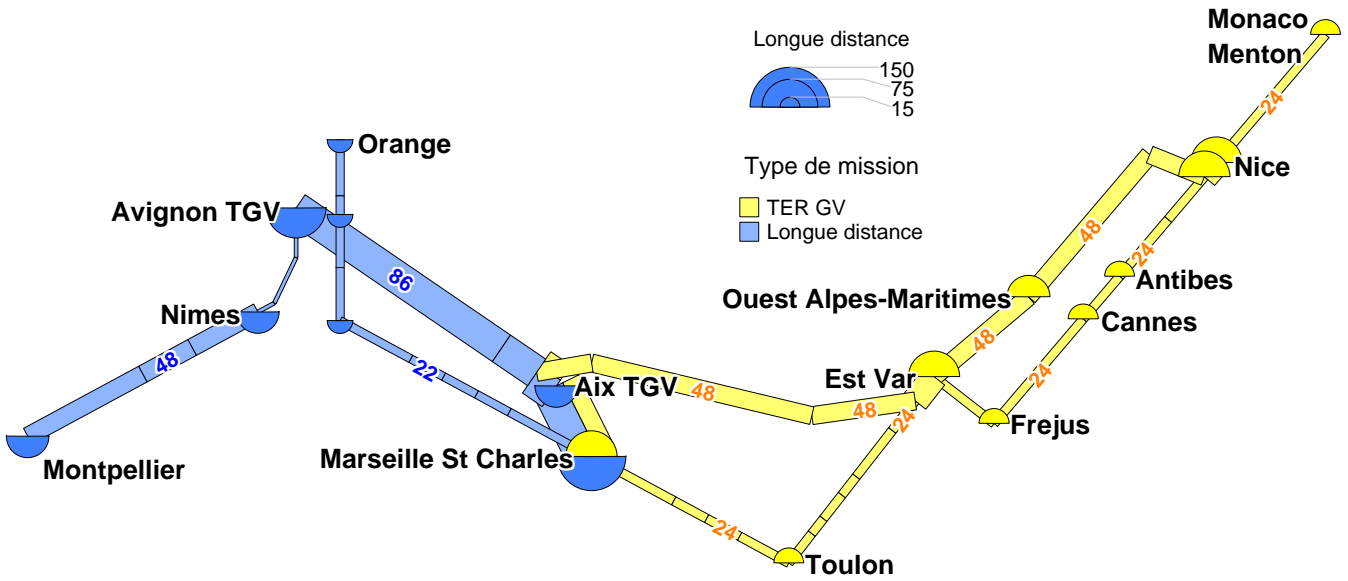 Monaco
Menton
Longue distance
150
75
15
24
Orange
Type de mission
Nice
TER GV
Avignon TGV
Longue distance
48
24
86
Antibes
Ouest Alpes-Maritimes
Nimes
Cannes
48
48
22
24
Est Var
Aix TGV
48
48
24
Frejus
Marseille St Charles
Montpellier
24
Toulon